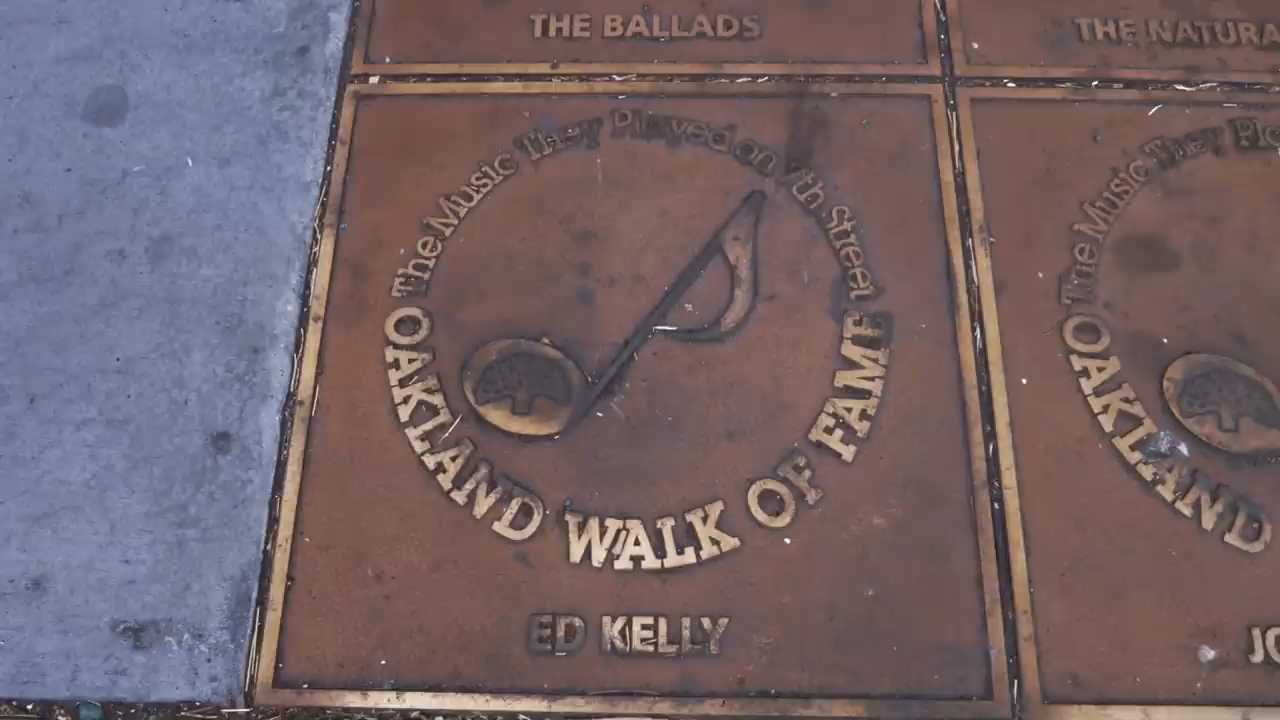 THE BALLADS
THE NATURA
The Music They Played on 7th Street
OAKLAND WALK OF FAME
ED KELLY
The Music They Pla
OAKLAND
JO